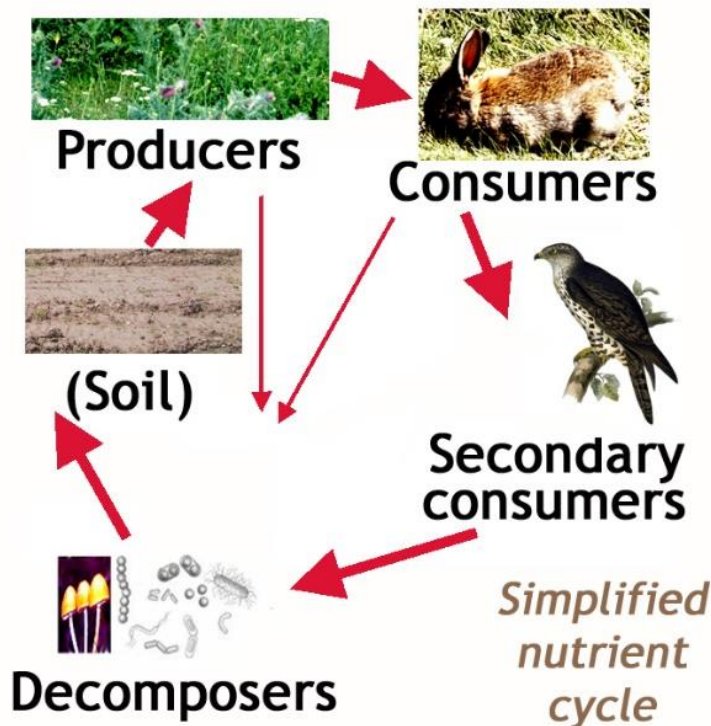 Producers
Consumers
(Soil)
Secondary
consumers
Decomposers
Simplified
nutrient
cycle